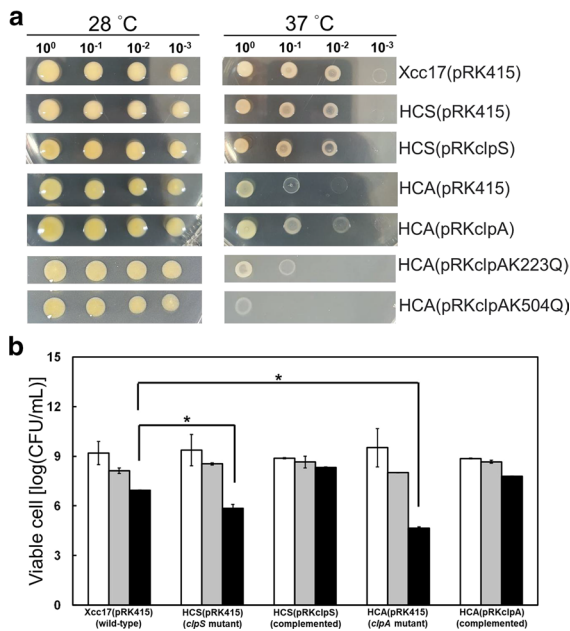 a
28 °C 37 °C
10⁰ 10⁻¹ 10⁻² 10⁻³ 10⁰ 10⁻¹ 10⁻² 10⁻³
Xcc17(pRK415)
HCS(pRK415)
HCS(pRKclpS)
HCA(pRK415)
HCA(pRKclpA)
HCA(pRKclpAK223Q)
HCA(pRKclpAK504Q)
b
Viable cell [log(CFU/mL)]
15
12
9
6
3
0
*
*
Xcc17(pRK415) HCS(pRK415) HCS(pRKclpS) HCA(pRK415) HCA(pRKclpA)
(wild-type) (clpS mutant) (complemented) (clpA mutant) (complemented)